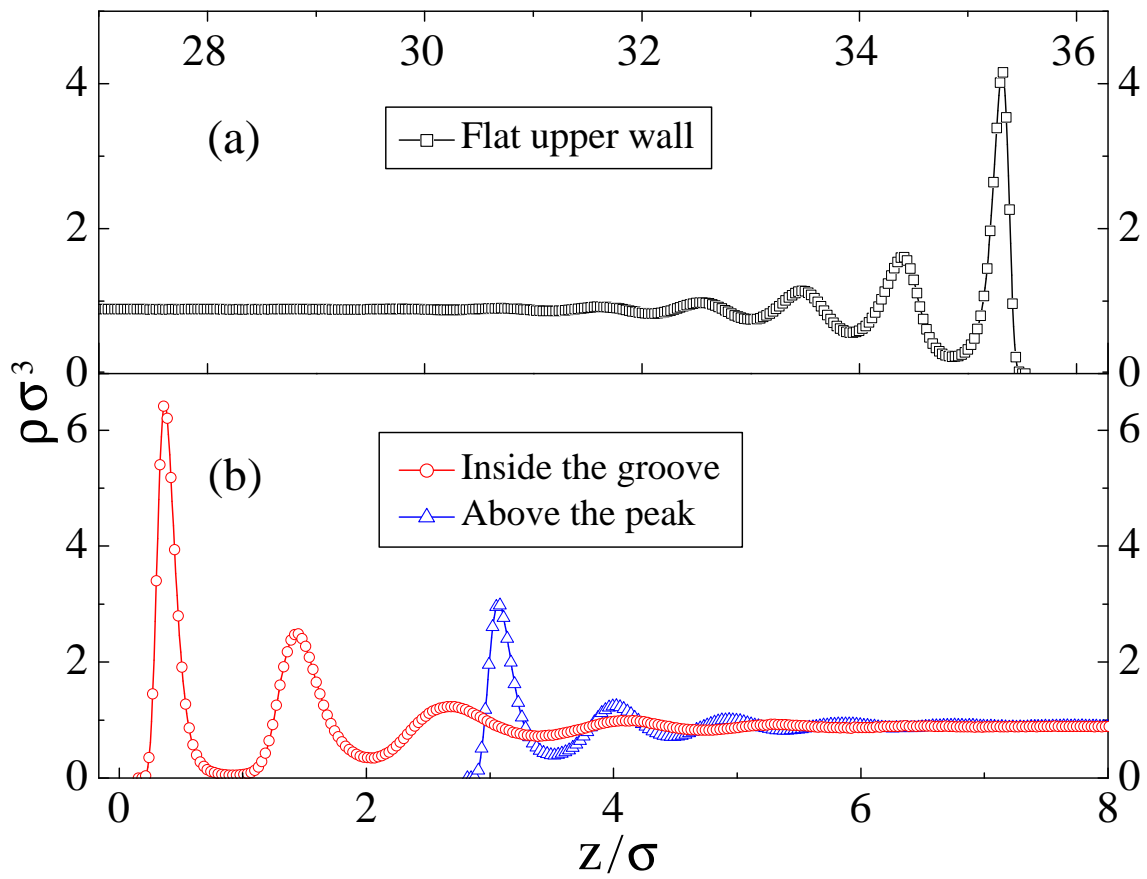 28 30 32 34 36
4 4
(a) Flat upper wall
2 2
0 0
ρσ³
6 6
(b) Inside the groove
Above the peak
4 4
2 2
0 0
0 2 4 6 8
z/σ